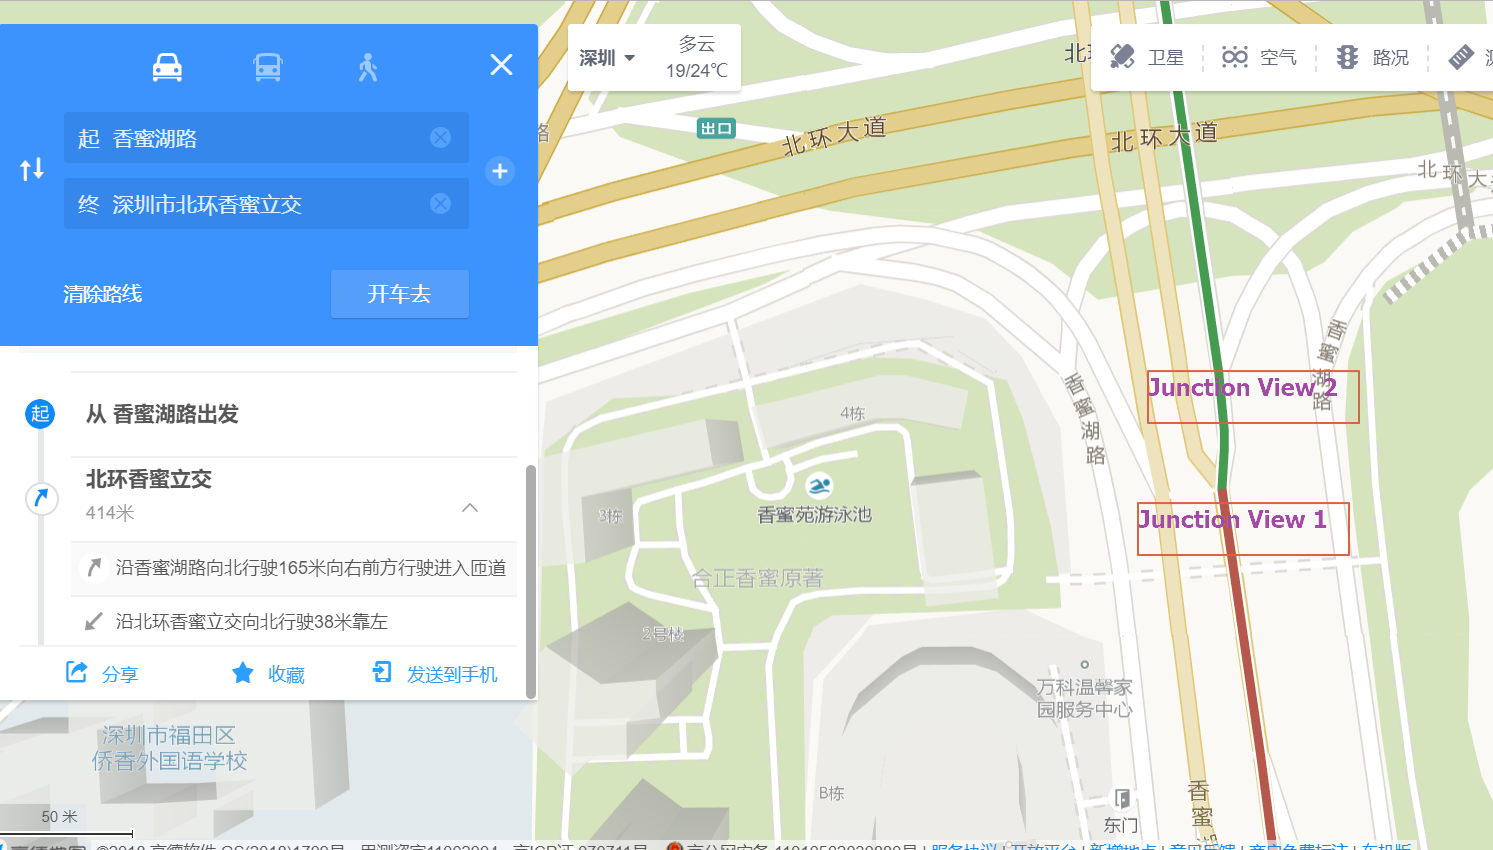 起 香蜜湖路
终 深圳市北环香蜜立交
清除路线
开车去
起
从 香蜜湖路出发
北环香蜜立交
414米
沿香蜜湖路向北行驶165米向右前方行驶进入匝道
沿北环香蜜立交向北行驶38米靠左
分享
收藏
发送到手机
深圳
多云
19/24℃
卫星
空气
路况
北环大道
北环大道
北环大
出口
路
香蜜湖路
香蜜湖路
Junction View 2
Junction View 1
4栋
香蜜苑游泳池
3栋
合正香蜜原著
2号楼
万科温馨家
园服务中心
B栋
东门
香蜜
深圳市福田区
侨香外国语学校
50 米